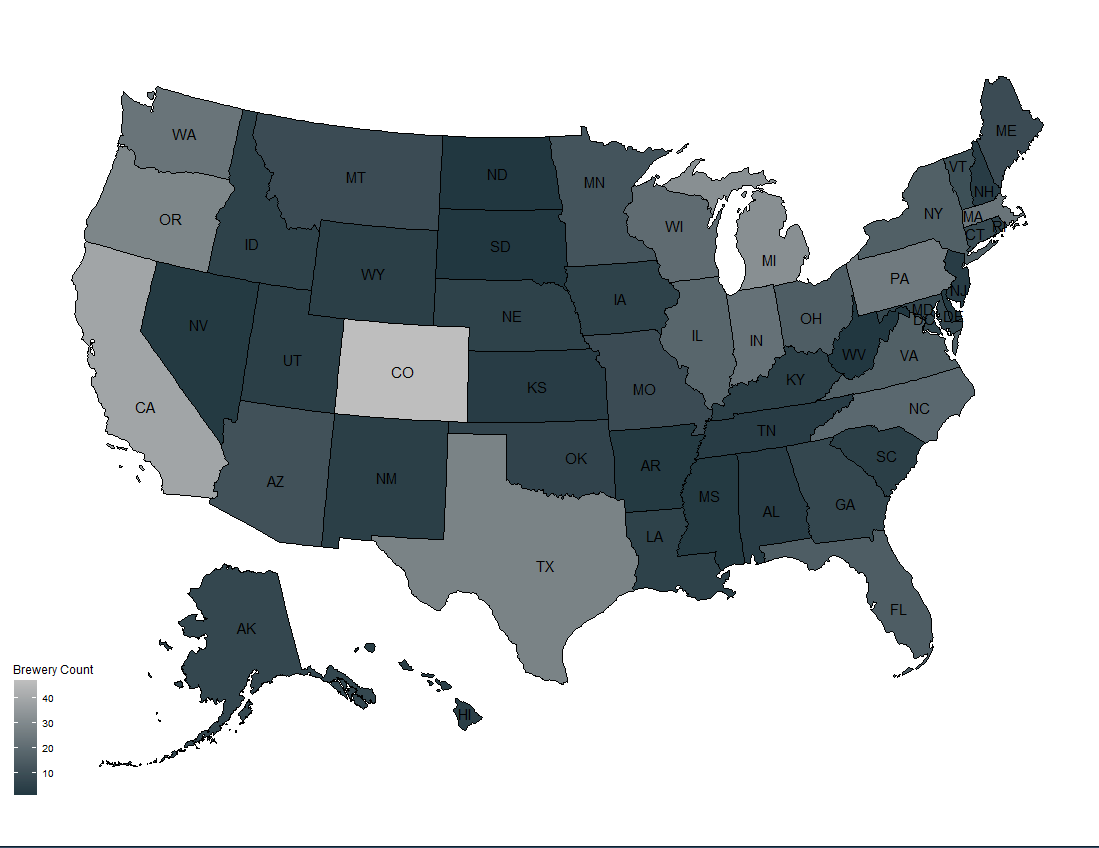 ME
WA
VT
ND
MT
MN
NH
NY
MA
OR
WI
RI
CT
ID
SD
MI
WY
PA
NJ
IA
MD
NE
DE
OH
DC
NV
IL
IN
WV
VA
UT
CO
KY
KS
MO
CA
NC
TN
OK
SC
AR
NM
AZ
MS
GA
AL
LA
TX
FL
AK
HI
Brewery Count
40
30
20
10